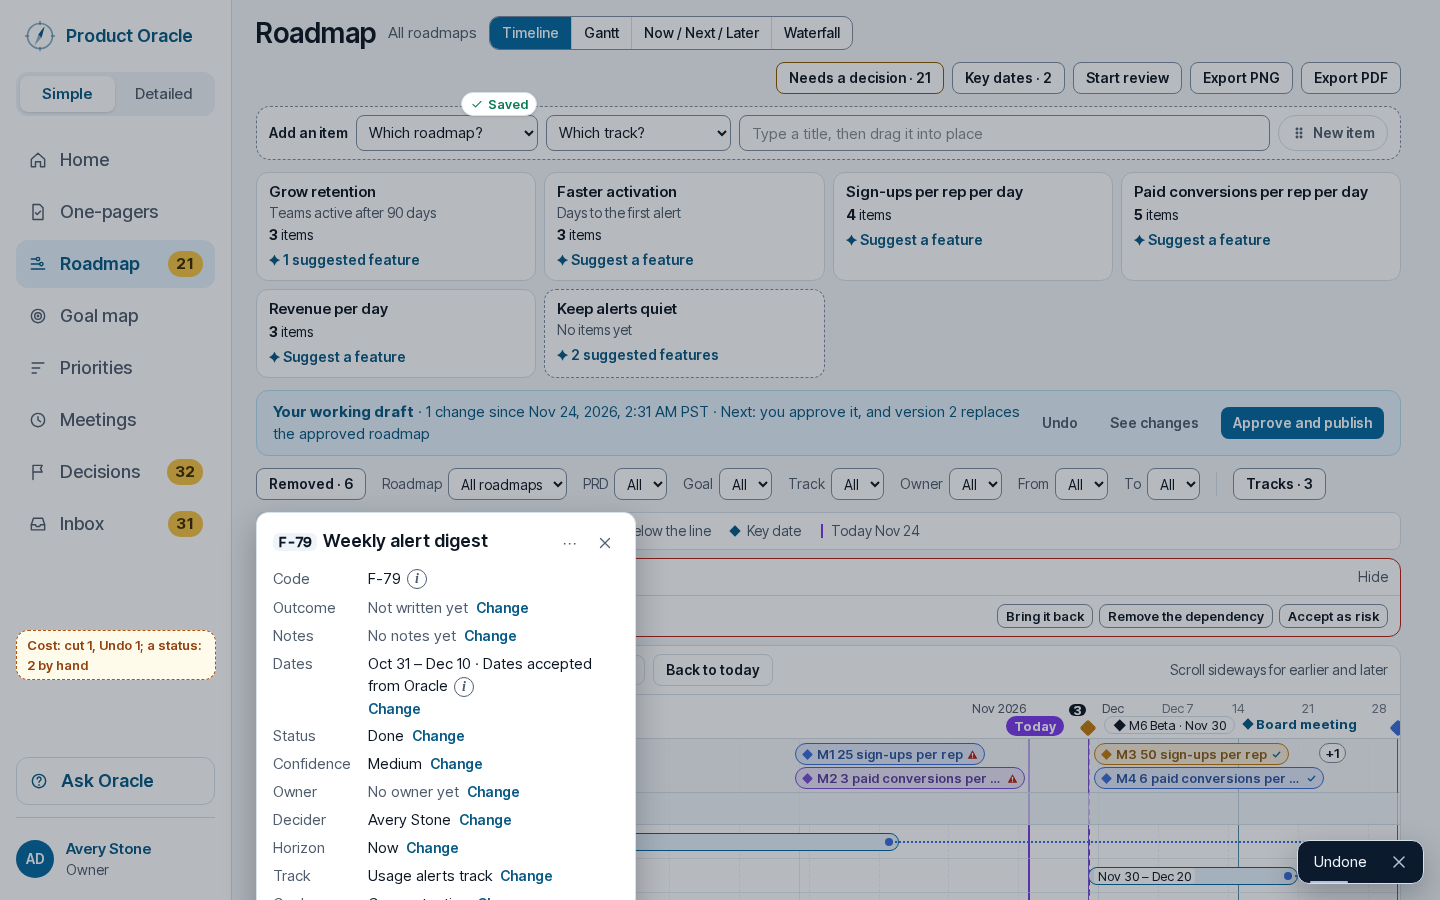 Product Oracle
Simple
Detailed
Home
One-pagers
Roadmap 21
Goal map
Priorities
Meetings
Decisions 32
Inbox 31
Cost: cut 1, Undo 1; a status:
2 by hand
Ask Oracle
AD
Avery Stone
Owner
Roadmap
All roadmaps
Timeline
Gantt
Now / Next / Later
Waterfall
Needs a decision · 21
Key dates · 2
Start review
Export PNG
Export PDF
Saved
Add an item
Which roadmap?
Which track?
Type a title, then drag it into place
New item
Grow retention
Teams active after 90 days
3 items
1 suggested feature
Faster activation
Days to the first alert
3 items
Suggest a feature
Sign-ups per rep per day
4 items
Suggest a feature
Paid conversions per rep per day
5 items
Suggest a feature
Revenue per day
3 items
Suggest a feature
Keep alerts quiet
No items yet
2 suggested features
Your working draft · 1 change since Nov 24, 2026, 2:31 AM PST · Next: you approve it, and version 2 replaces
the approved roadmap
Undo
See changes
Approve and publish
Removed · 6
Roadmap All roadmaps
PRD All
Goal All
Track All
Owner All
From All
To All
Tracks · 3
the line
Key date
Today Nov 24
Hide
Bring it back
Remove the dependency
Accept as risk
Back to today
Scroll sideways for earlier and later
Nov 2026
3
Dec
Dec 7
14
21
28
Today
M6 Beta · Nov 30
Board meeting
M1 25 sign-ups per rep
M3 50 sign-ups per rep
+1
M2 3 paid conversions per ...
M4 6 paid conversions per ...
Nov 30 – Dec 20
F-79 Weekly alert digest
Code F-79
Outcome Not written yet Change
Notes No notes yet Change
Dates Oct 31 – Dec 10 · Dates accepted
from Oracle
Change
Status Done Change
Confidence Medium Change
Owner No owner yet Change
Decider Avery Stone Change
Horizon Now Change
Track Usage alerts track Change
Undone